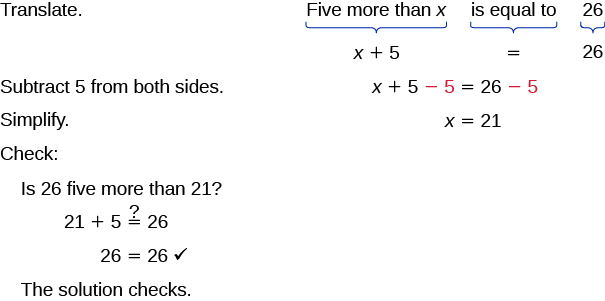 Translate. Five more than x is equal to 26
x + 5 = 26
Subtract 5 from both sides. x + 5 − 5 = 26 − 5
Simplify. x = 21
Check:
Is 26 five more than 21?
21 + 5 ≟ 26
26 = 26 ✓
The solution checks.